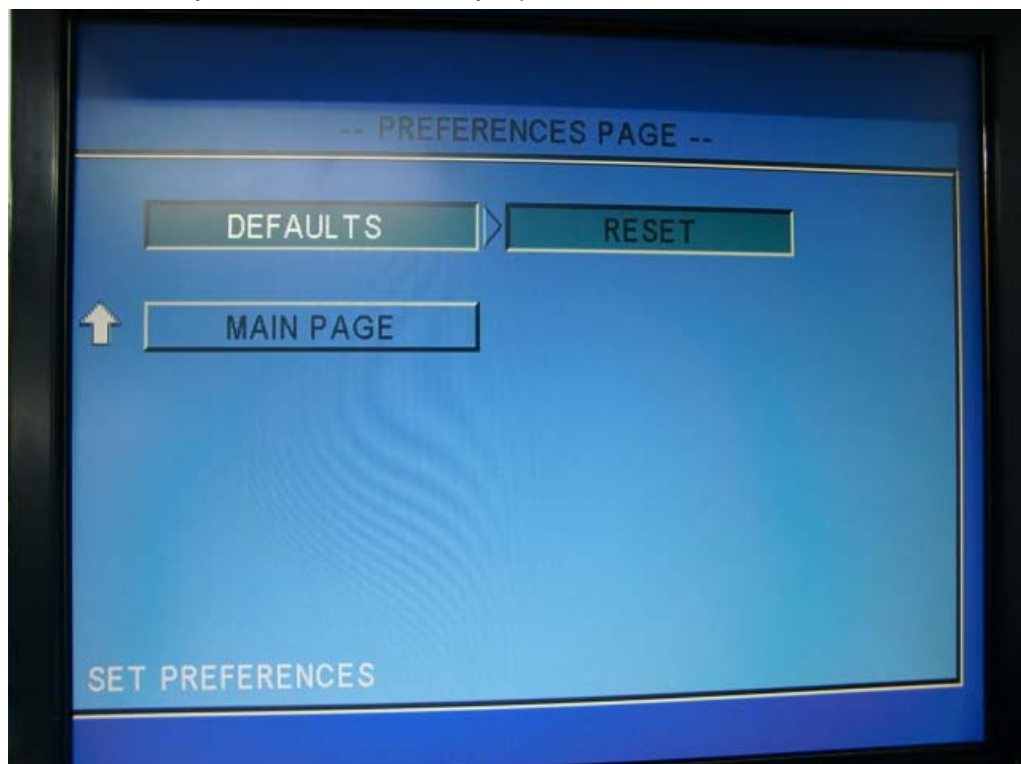 -- PREFERENCES PAGE --
DEFAULTS RESET
MAIN PAGE
SET PREFERENCES